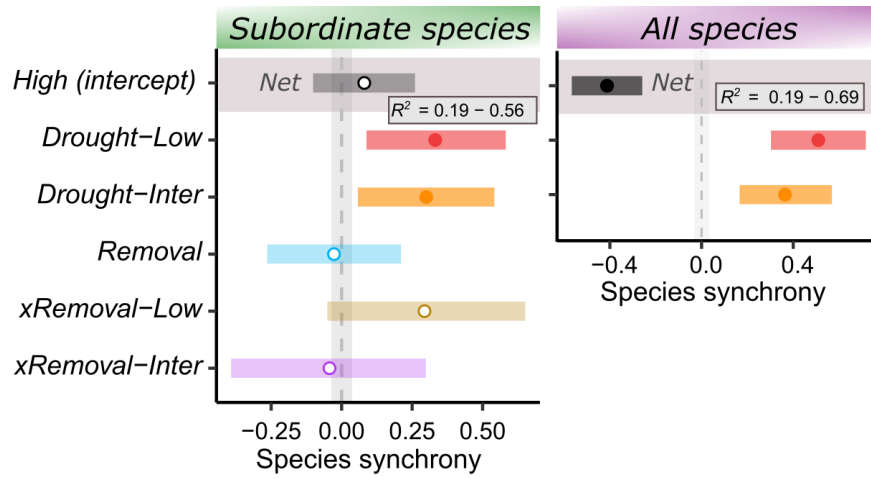 Subordinate species
All species
High (intercept)
Net
R² = 0.19 − 0.56
Drought−Low
Drought−Inter
Removal
xRemoval−Low
xRemoval−Inter
−0.25 0.00 0.25 0.50
Species synchrony
Net
R² = 0.19 − 0.69
−0.4 0.0 0.4
Species synchrony